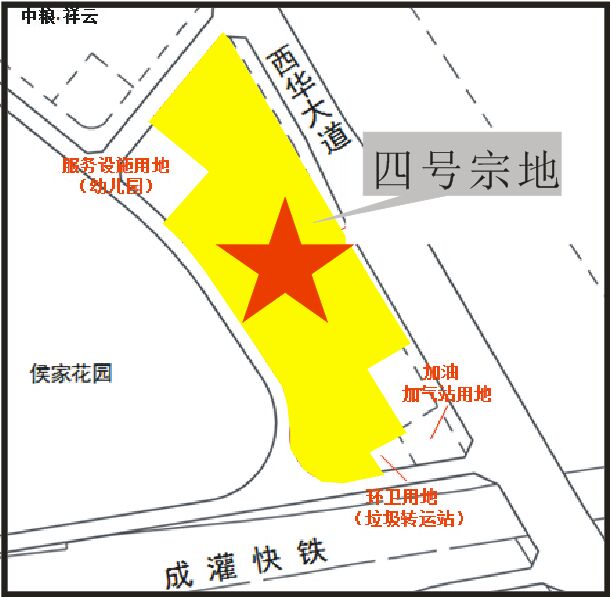 中粮·祥云
西华大道
服务设施用地
（幼儿园）
四号宗地
侯家花园
加油
加气站用地
环卫用地
（垃圾转运站）
成灌快铁